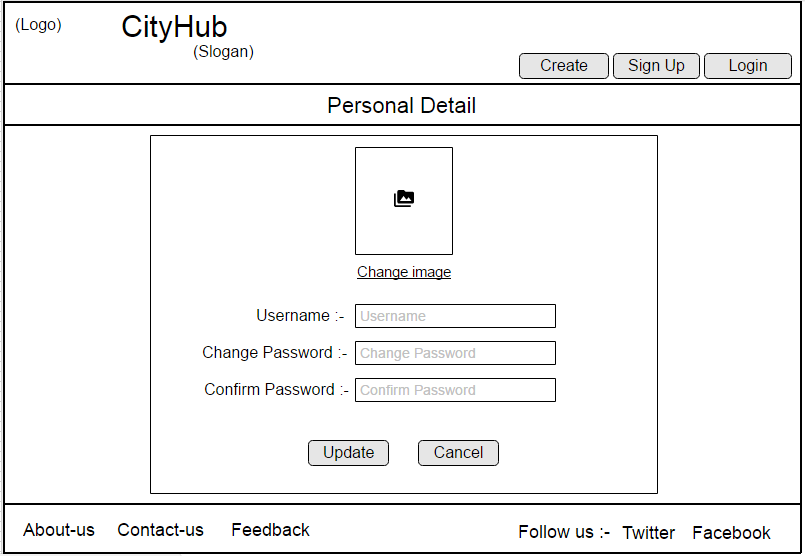 (Logo)
CityHub
(Slogan)
Create Sign Up Login
Personal Detail
Change image
Username :- Username
Change Password :- Change Password
Confirm Password :- Confirm Password
Update Cancel
About-us Contact-us Feedback Follow us :- Twitter Facebook